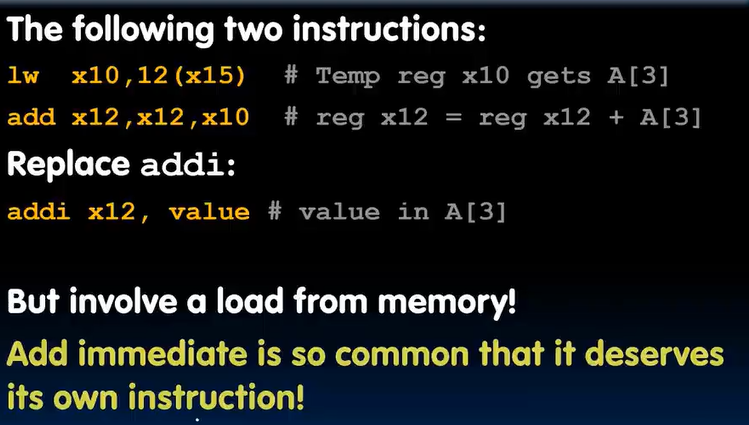 The following two instructions:
lw  x10,12(x15)  # Temp reg x10 gets A[3]
add x12,x12,x10  # reg x12 = reg x12 + A[3]
Replace addi:
addi x12, value # value in A[3]
But involve a load from memory!
Add immediate is so common that it deserves
its own instruction!